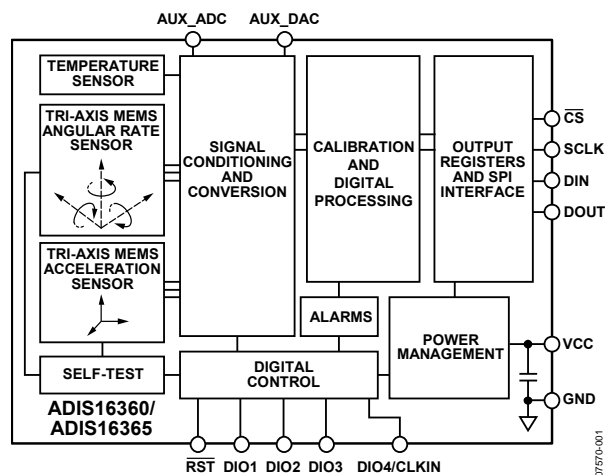 AUX_ADC AUX_DAC
TEMPERATURE
SENSOR
TRI-AXIS MEMS
ANGULAR RATE
SENSOR
TRI-AXIS MEMS
ACCELERATION
SENSOR
SELF-TEST
SIGNAL
CONDITIONING
AND
CONVERSION
CALIBRATION
AND
DIGITAL
PROCESSING
OUTPUT
REGISTERS
AND SPI
INTERFACE
CS
SCLK
DIN
DOUT
ALARMS
DIGITAL
CONTROL
POWER
MANAGEMENT
VCC
GND
ADIS16360/
ADIS16365
RST DIO1 DIO2 DIO3 DIO4/CLKIN
07570-001